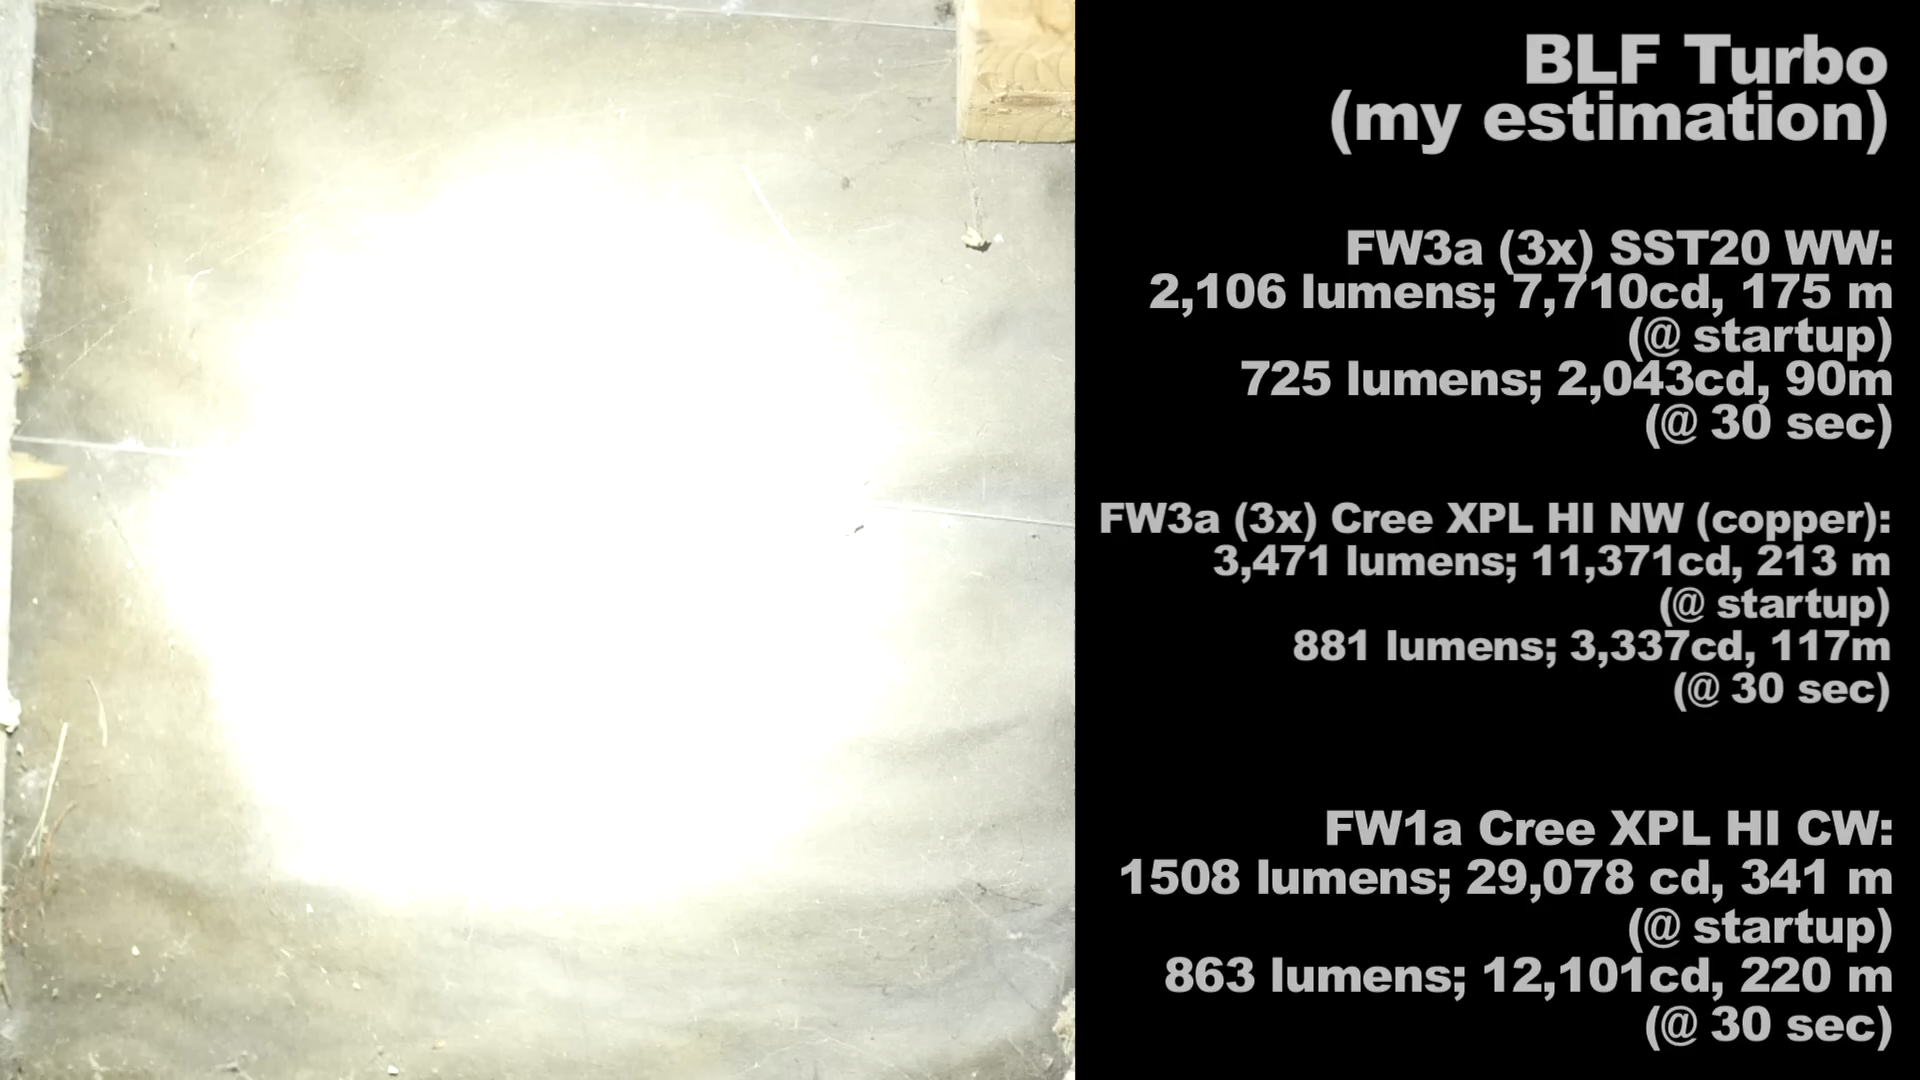 BLF Turbo
(my estimation)
FW3a (3x) SST20 WW:
2,106 lumens; 7,710cd, 175 m
(@ startup)
725 lumens; 2,043cd, 90m
(@ 30 sec)
FW3a (3x) Cree XPL HI NW (copper):
3,471 lumens; 11,371cd, 213 m
(@ startup)
881 lumens; 3,337cd, 117m
(@ 30 sec)
FW1a Cree XPL HI CW:
1508 lumens; 29,078 cd, 341 m
(@ startup)
863 lumens; 12,101cd, 220 m
(@ 30 sec)